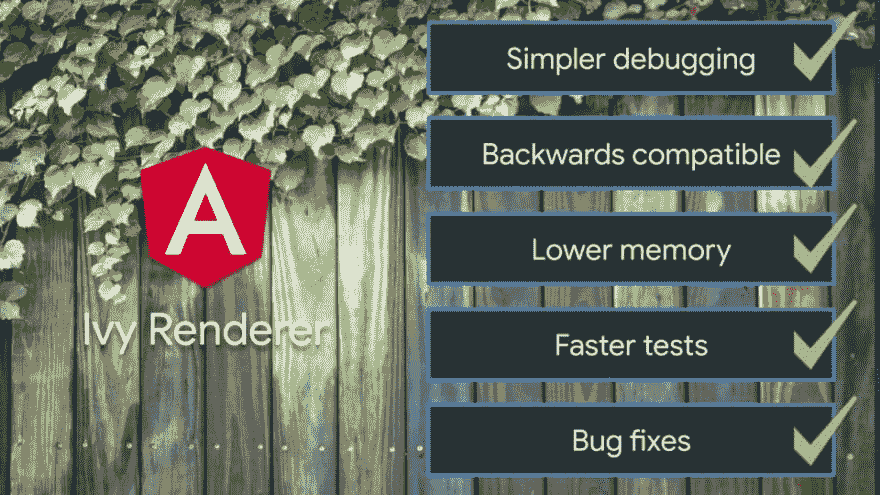 A
Ivy Renderer
Simpler debugging
Backwards compatible
Lower memory
Faster tests
Bug fixes